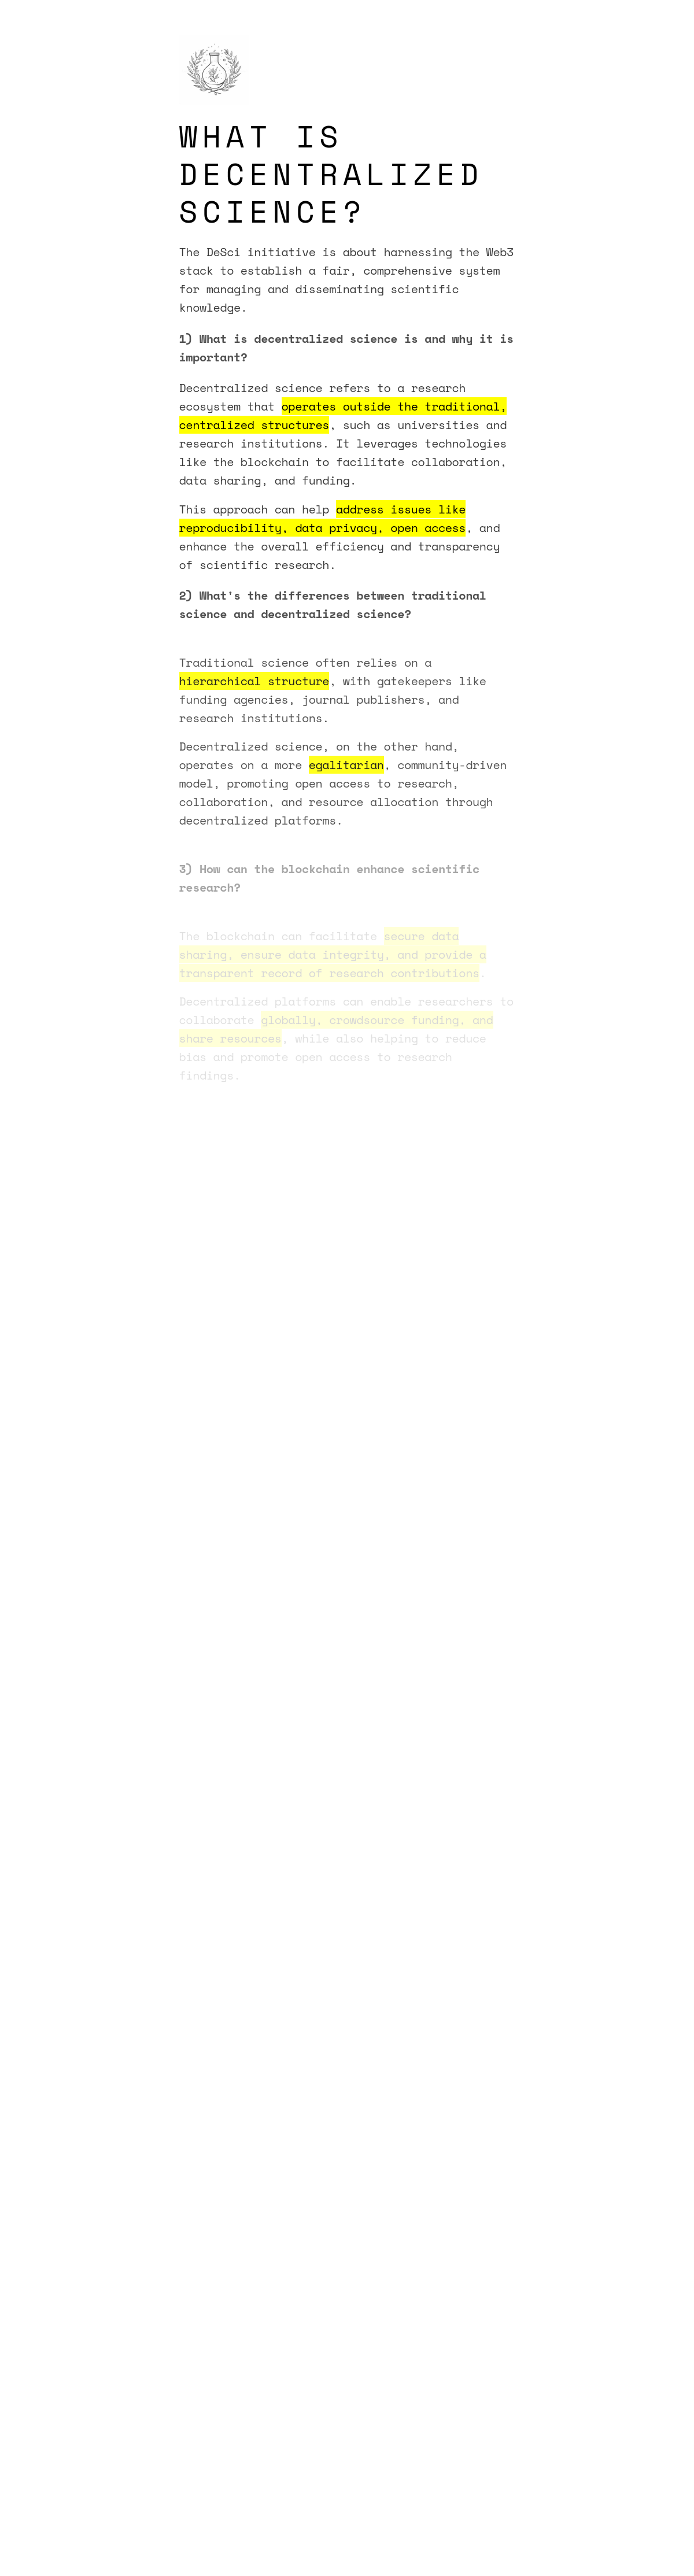 WHAT IS
DECENTRALIZED
SCIENCE?
The DeSci initiative is about harnessing the Web3
stack to establish a fair, comprehensive system
for managing and disseminating scientific
knowledge.
1) What is decentralized science is and why it is
important?
Decentralized science refers to a research
ecosystem that operates outside the traditional,
centralized structures, such as universities and
research institutions. It leverages technologies
like the blockchain to facilitate collaboration,
data sharing, and funding.
This approach can help address issues like
reproducibility, data privacy, open access, and
enhance the overall efficiency and transparency
of scientific research.
2) What's the differences between traditional
science and decentralized science?
Traditional science often relies on a
hierarchical structure, with gatekeepers like
funding agencies, journal publishers, and
research institutions.
Decentralized science, on the other hand,
operates on a more egalitarian, community-driven
model, promoting open access to research,
collaboration, and resource allocation through
decentralized platforms.
3) How can the blockchain enhance scientific
research?
The blockchain can facilitate secure data
sharing, ensure data integrity, and provide a
transparent record of research contributions.
Decentralized platforms can enable researchers to
collaborate globally, crowdsource funding, and
share resources, while also helping to reduce
bias and promote open access to research
findings.